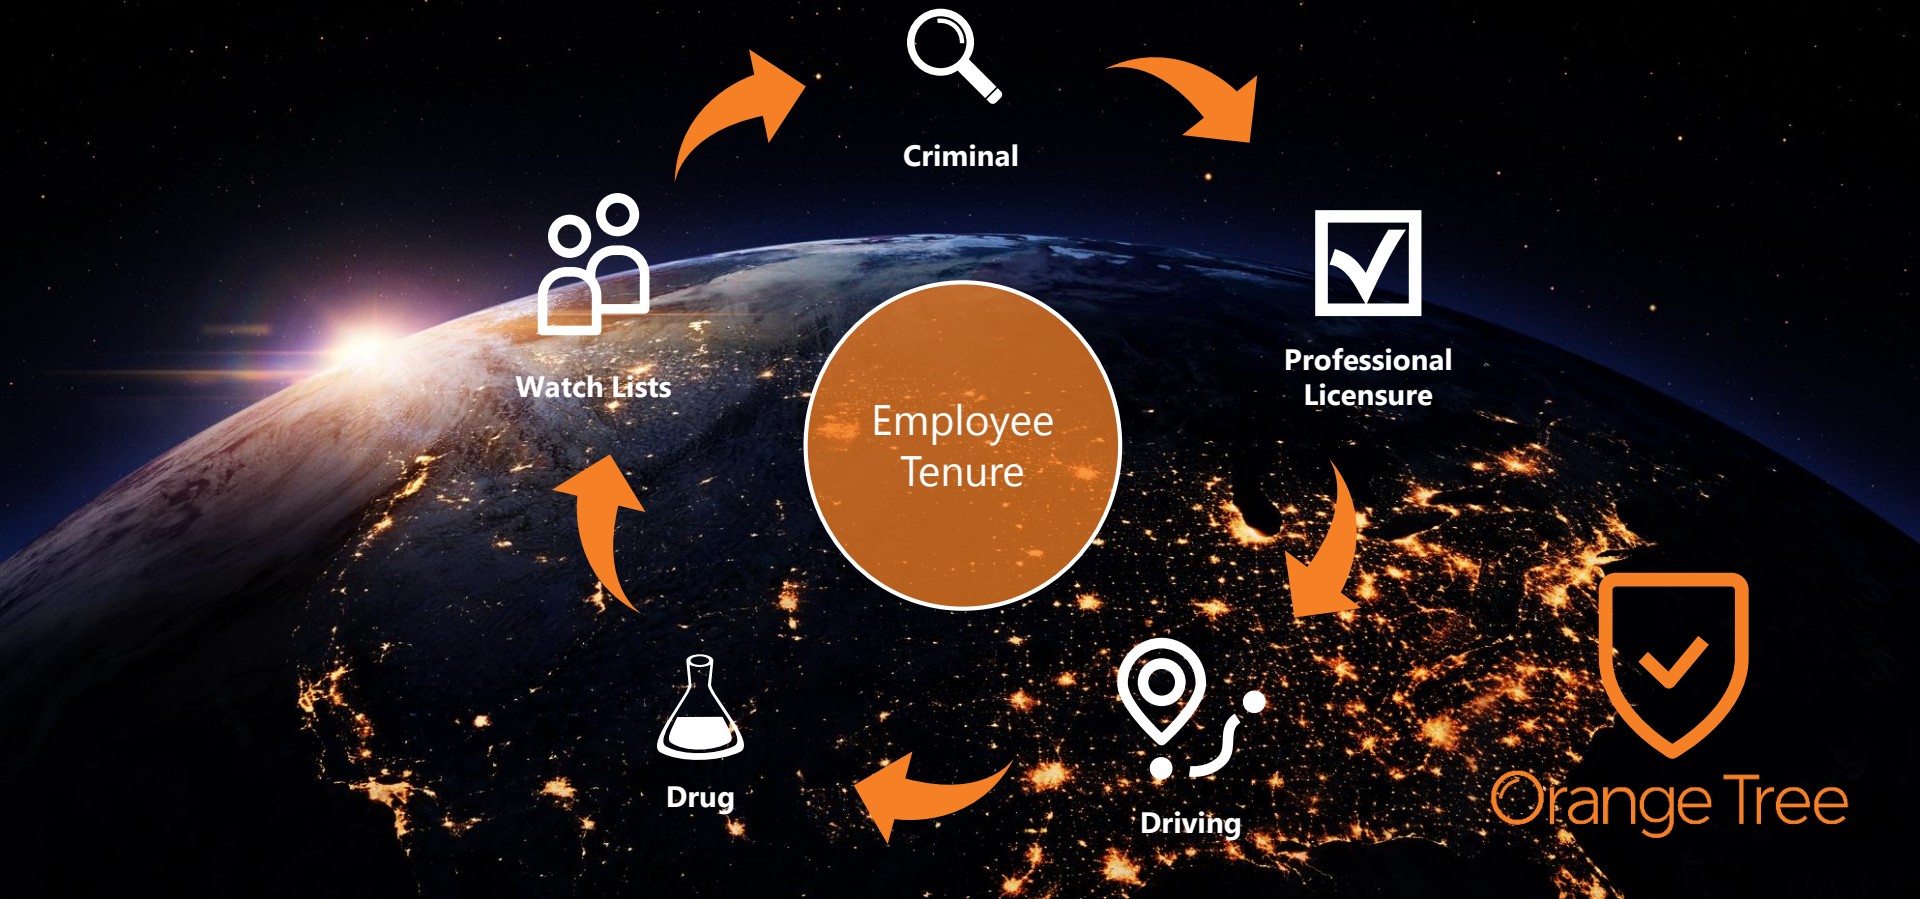 Criminal
Watch Lists
Professional
Licensure
Employee
Tenure
Drug
Driving
Orange Tree